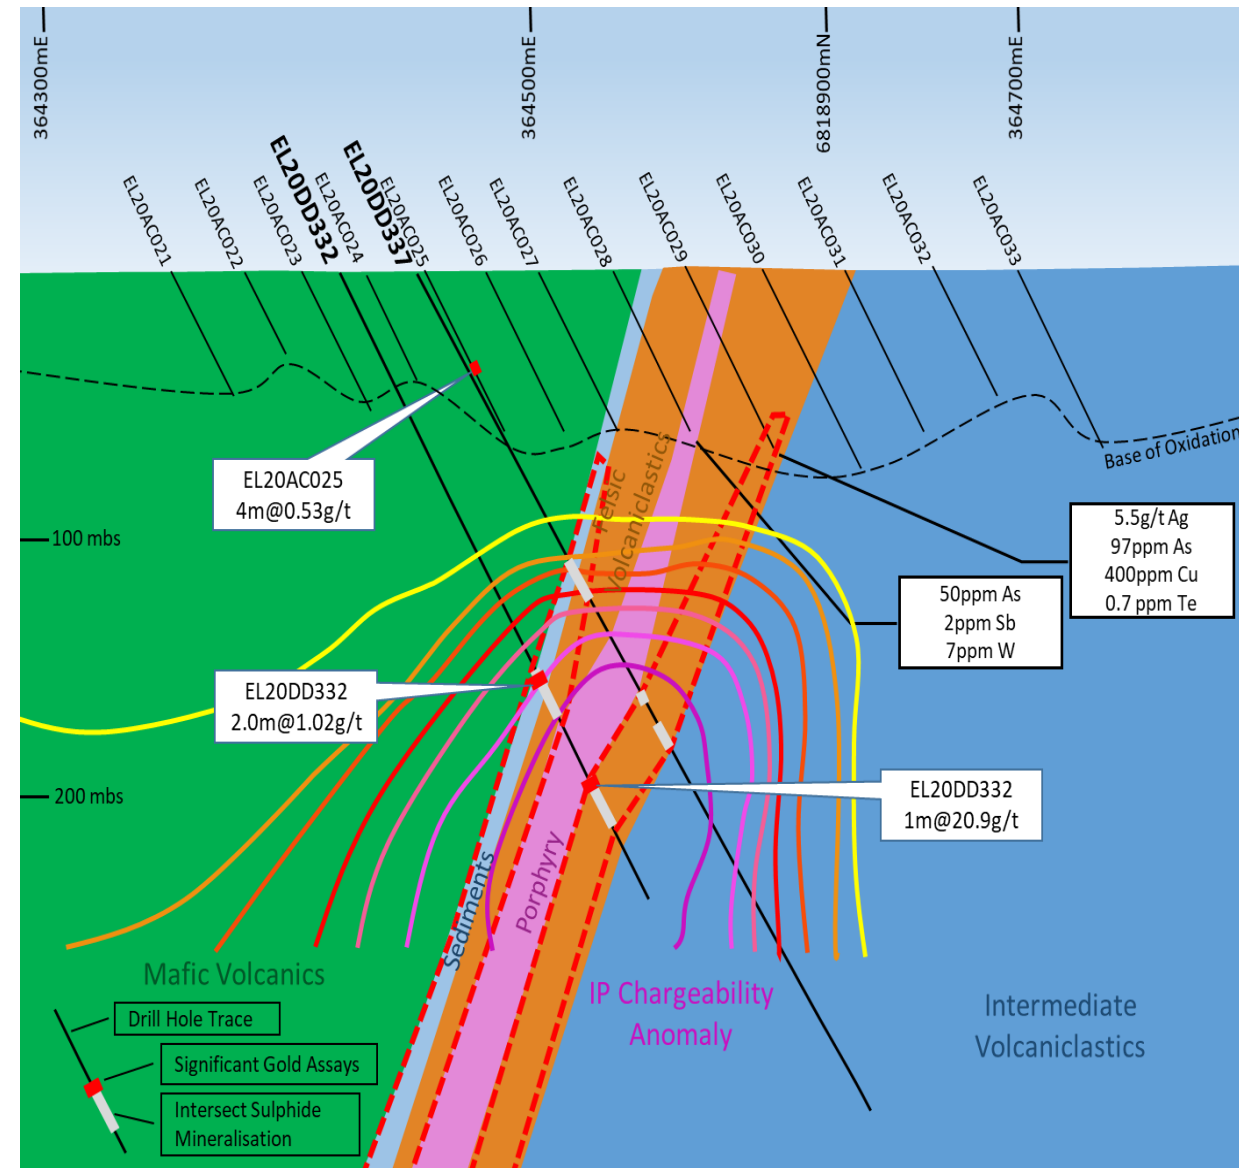 364300mE
364500mE
6818900mN
364700mE
EL20AC021
EL20AC022
EL20AC023
EL20DD332
EL20AC024
EL20DD337
EL20AC025
EL20AC026
EL20AC027
EL20AC028
EL20AC029
EL20AC030
EL20AC031
EL20AC032
EL20AC033
Base of Oxidation
EL20AC025
4m@0.53g/t
Felsic
Volcaniclastics
100 mbs
5.5g/t Ag
97ppm As
400ppm Cu
0.7 ppm Te
50ppm As
2ppm Sb
7ppm W
EL20DD332
2.0m@1.02g/t
200 mbs
EL20DD332
1m@20.9g/t
Sediments
Porphyry
Mafic Volcanics
IP Chargeability
Anomaly
Intermediate
Volcaniclastics
Drill Hole Trace
Significant Gold Assays
Intersect Sulphide
Mineralisation